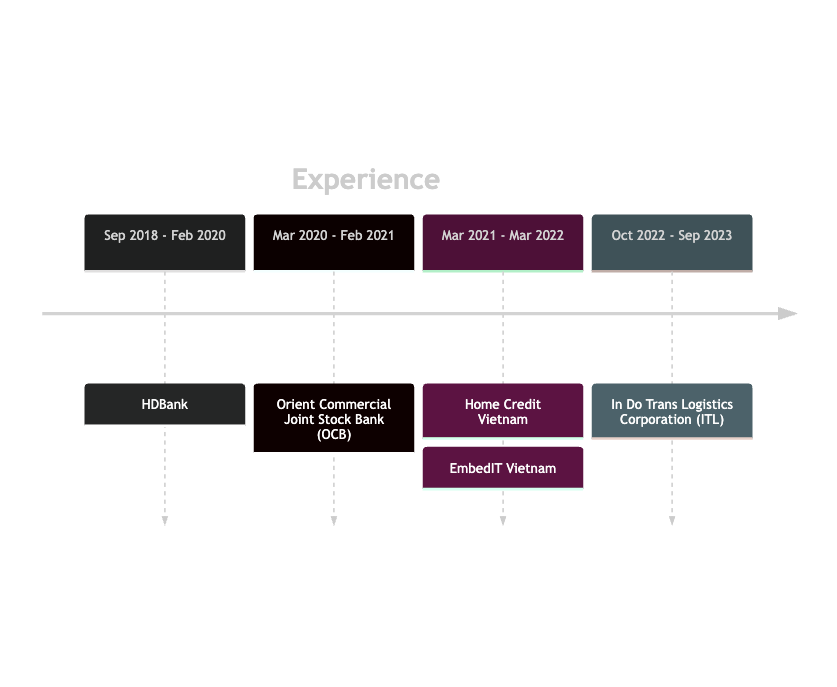 Experience
Sep 2018 - Feb 2020
Mar 2020 - Feb 2021
Mar 2021 - Mar 2022
Oct 2022 - Sep 2023
HDBank
Orient Commercial
Joint Stock Bank
(OCB)
Home Credit
Vietnam
EmbedIT Vietnam
In Do Trans Logistics
Corporation (ITL)